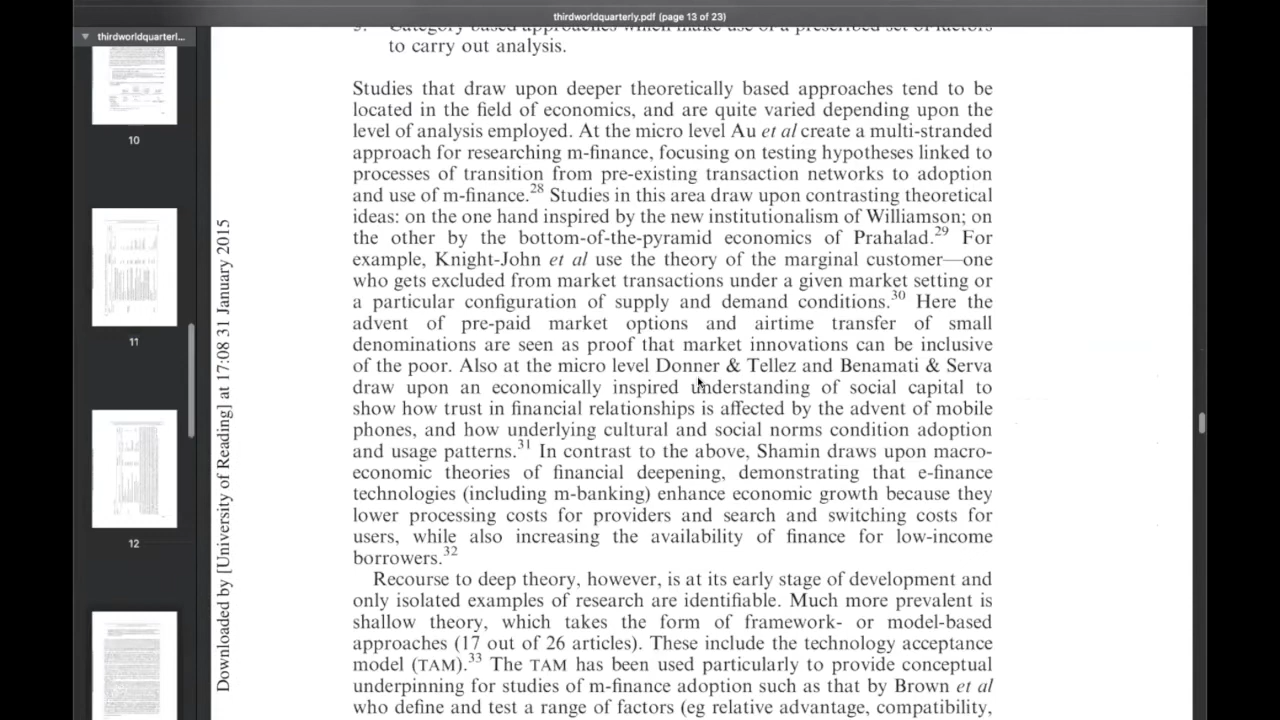 thirdworldquarterly.pdf (page 13 of 23)
thirdworldquarterl...
10
11
12
Downloaded by [University of Reading] at 17:08 31 January 2015
to carry out analysis.
Studies that draw upon deeper theoretically based approaches tend to be
located in the field of economics, and are quite varied depending upon the
level of analysis employed. At the micro level Au et al create a multi-stranded
approach for researching m-finance, focusing on testing hypotheses linked to
processes of transition from pre-existing transaction networks to adoption
and use of m-finance.28 Studies in this area draw upon contrasting theoretical
ideas: on the one hand inspired by the new institutionalism of Williamson; on
the other by the bottom-of-the-pyramid economics of Prahalad.29 For
example, Knight-John et al use the theory of the marginal customer—one
who gets excluded from market transactions under a given market setting or
a particular configuration of supply and demand conditions.30 Here the
advent of pre-paid market options and airtime transfer of small
denominations are seen as proof that market innovations can be inclusive
of the poor. Also at the micro level Donner & Tellez and Benamati & Serva
draw upon an economically inspired understanding of social capital to
show how trust in financial relationships is affected by the advent of mobile
phones, and how underlying cultural and social norms condition adoption
and usage patterns.31 In contrast to the above, Shamin draws upon macro-
economic theories of financial deepening, demonstrating that e-finance
technologies (including m-banking) enhance economic growth because they
lower processing costs for providers and search and switching costs for
users, while also increasing the availability of finance for low-income
borrowers.32
Recourse to deep theory, however, is at its early stage of development and
only isolated examples of research are identifiable. Much more prevalent is
shallow theory, which takes the form of frameworks or model-based
approaches in articles. These include the technology acceptance
model (TAM).33 The TAM has been used particularly to provide conceptual
understanding of m-finance adoption, such as that by Brown et al
who define and test a range of factors (eg relative advantage, compatibility,